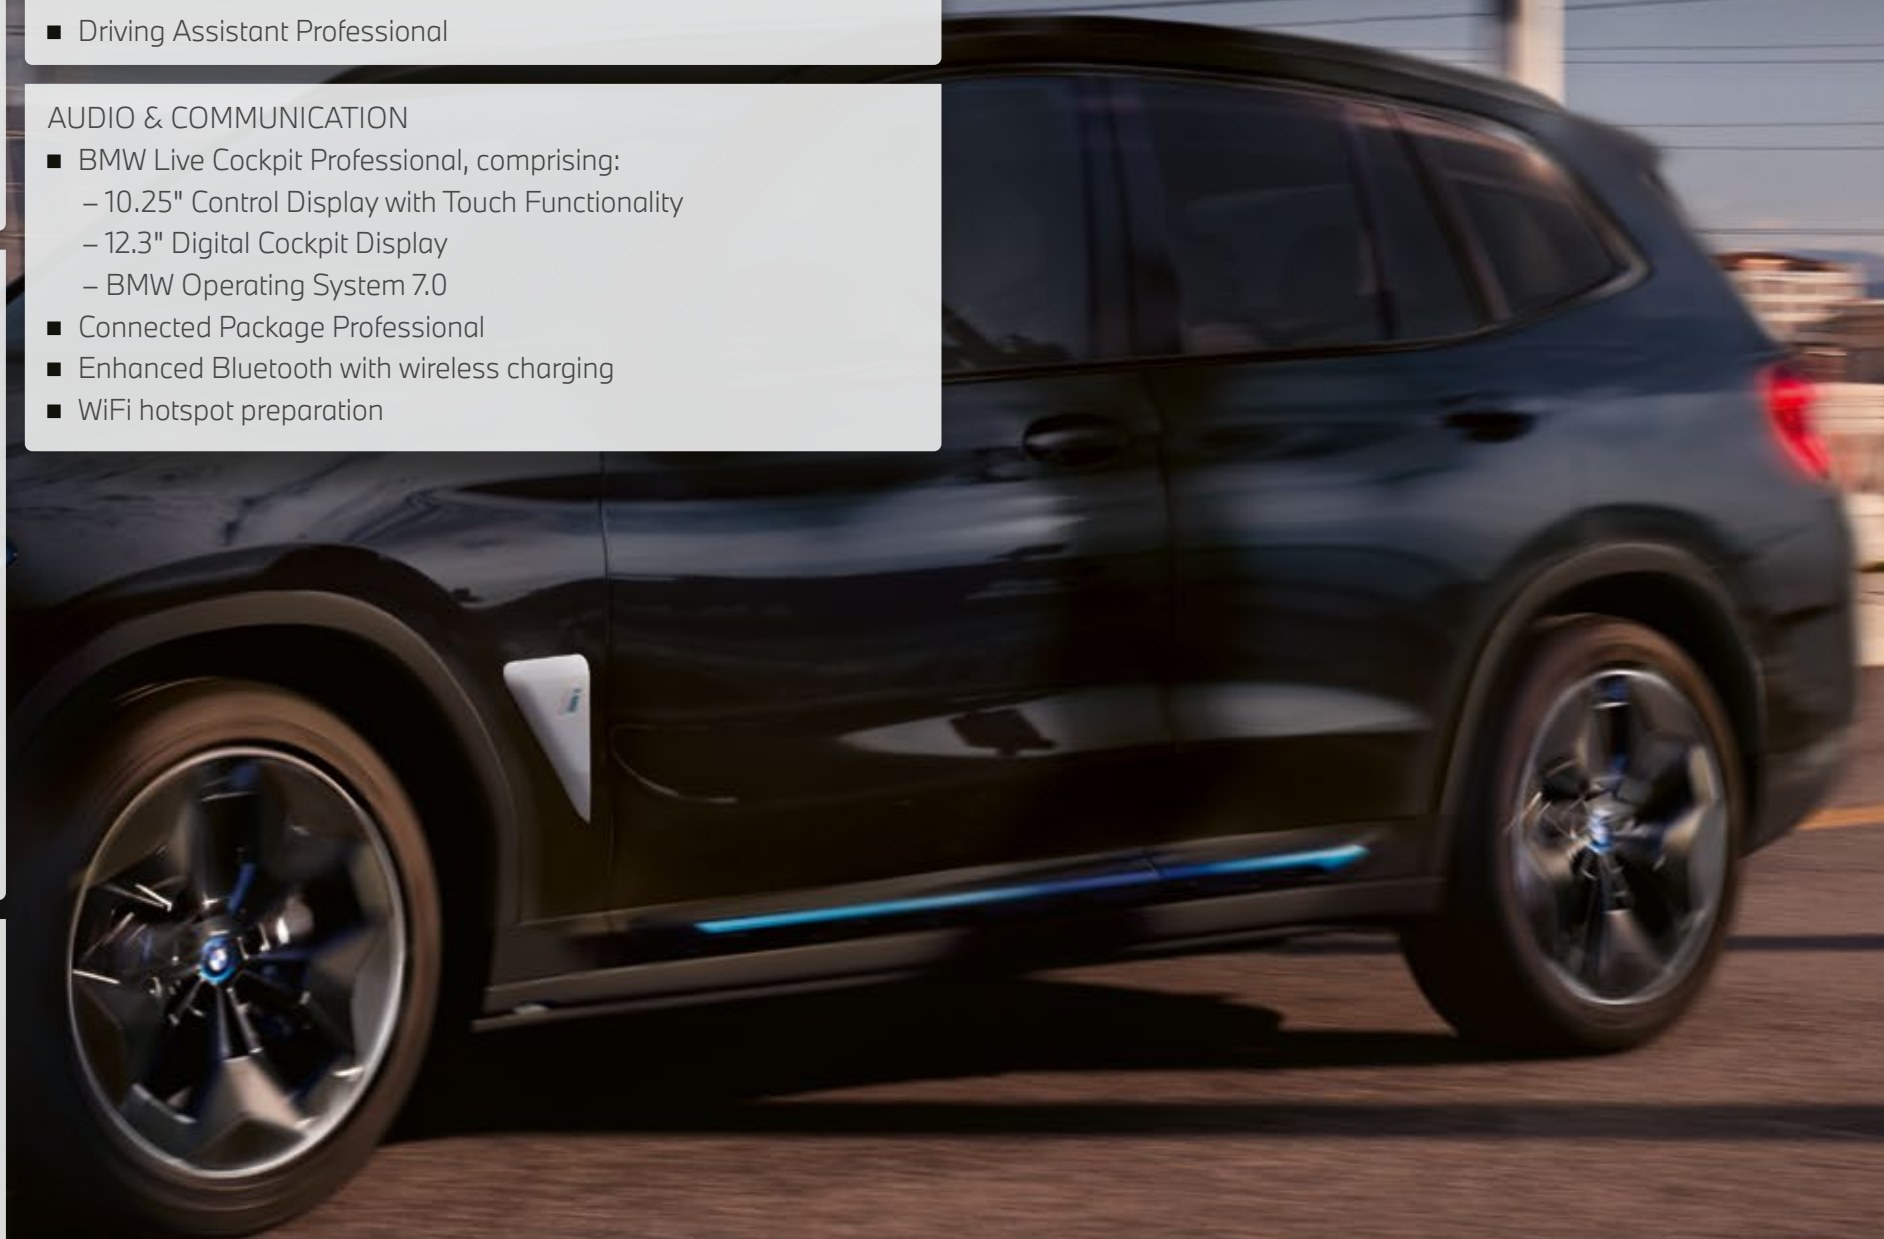 ■ Driving Assistant Professional
AUDIO & COMMUNICATION
■ BMW Live Cockpit Professional, comprising:
– 10.25" Control Display with Touch Functionality
– 12.3" Digital Cockpit Display
– BMW Operating System 7.0
■ Connected Package Professional
■ Enhanced Bluetooth with wireless charging
■ WiFi hotspot preparation